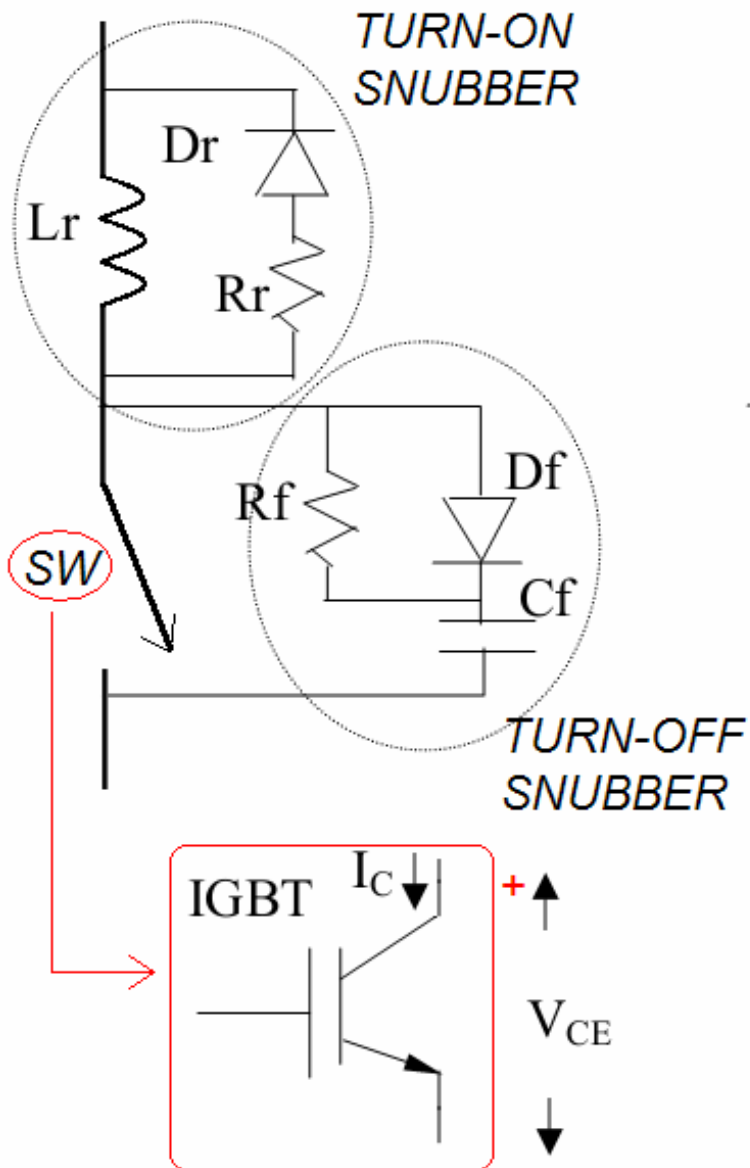 TURN-ON
SNUBBER
Dr
Lr
Rr
Df
Rf
SW
Cf
TURN-OFF
SNUBBER
IGBT
IC
+
VCE